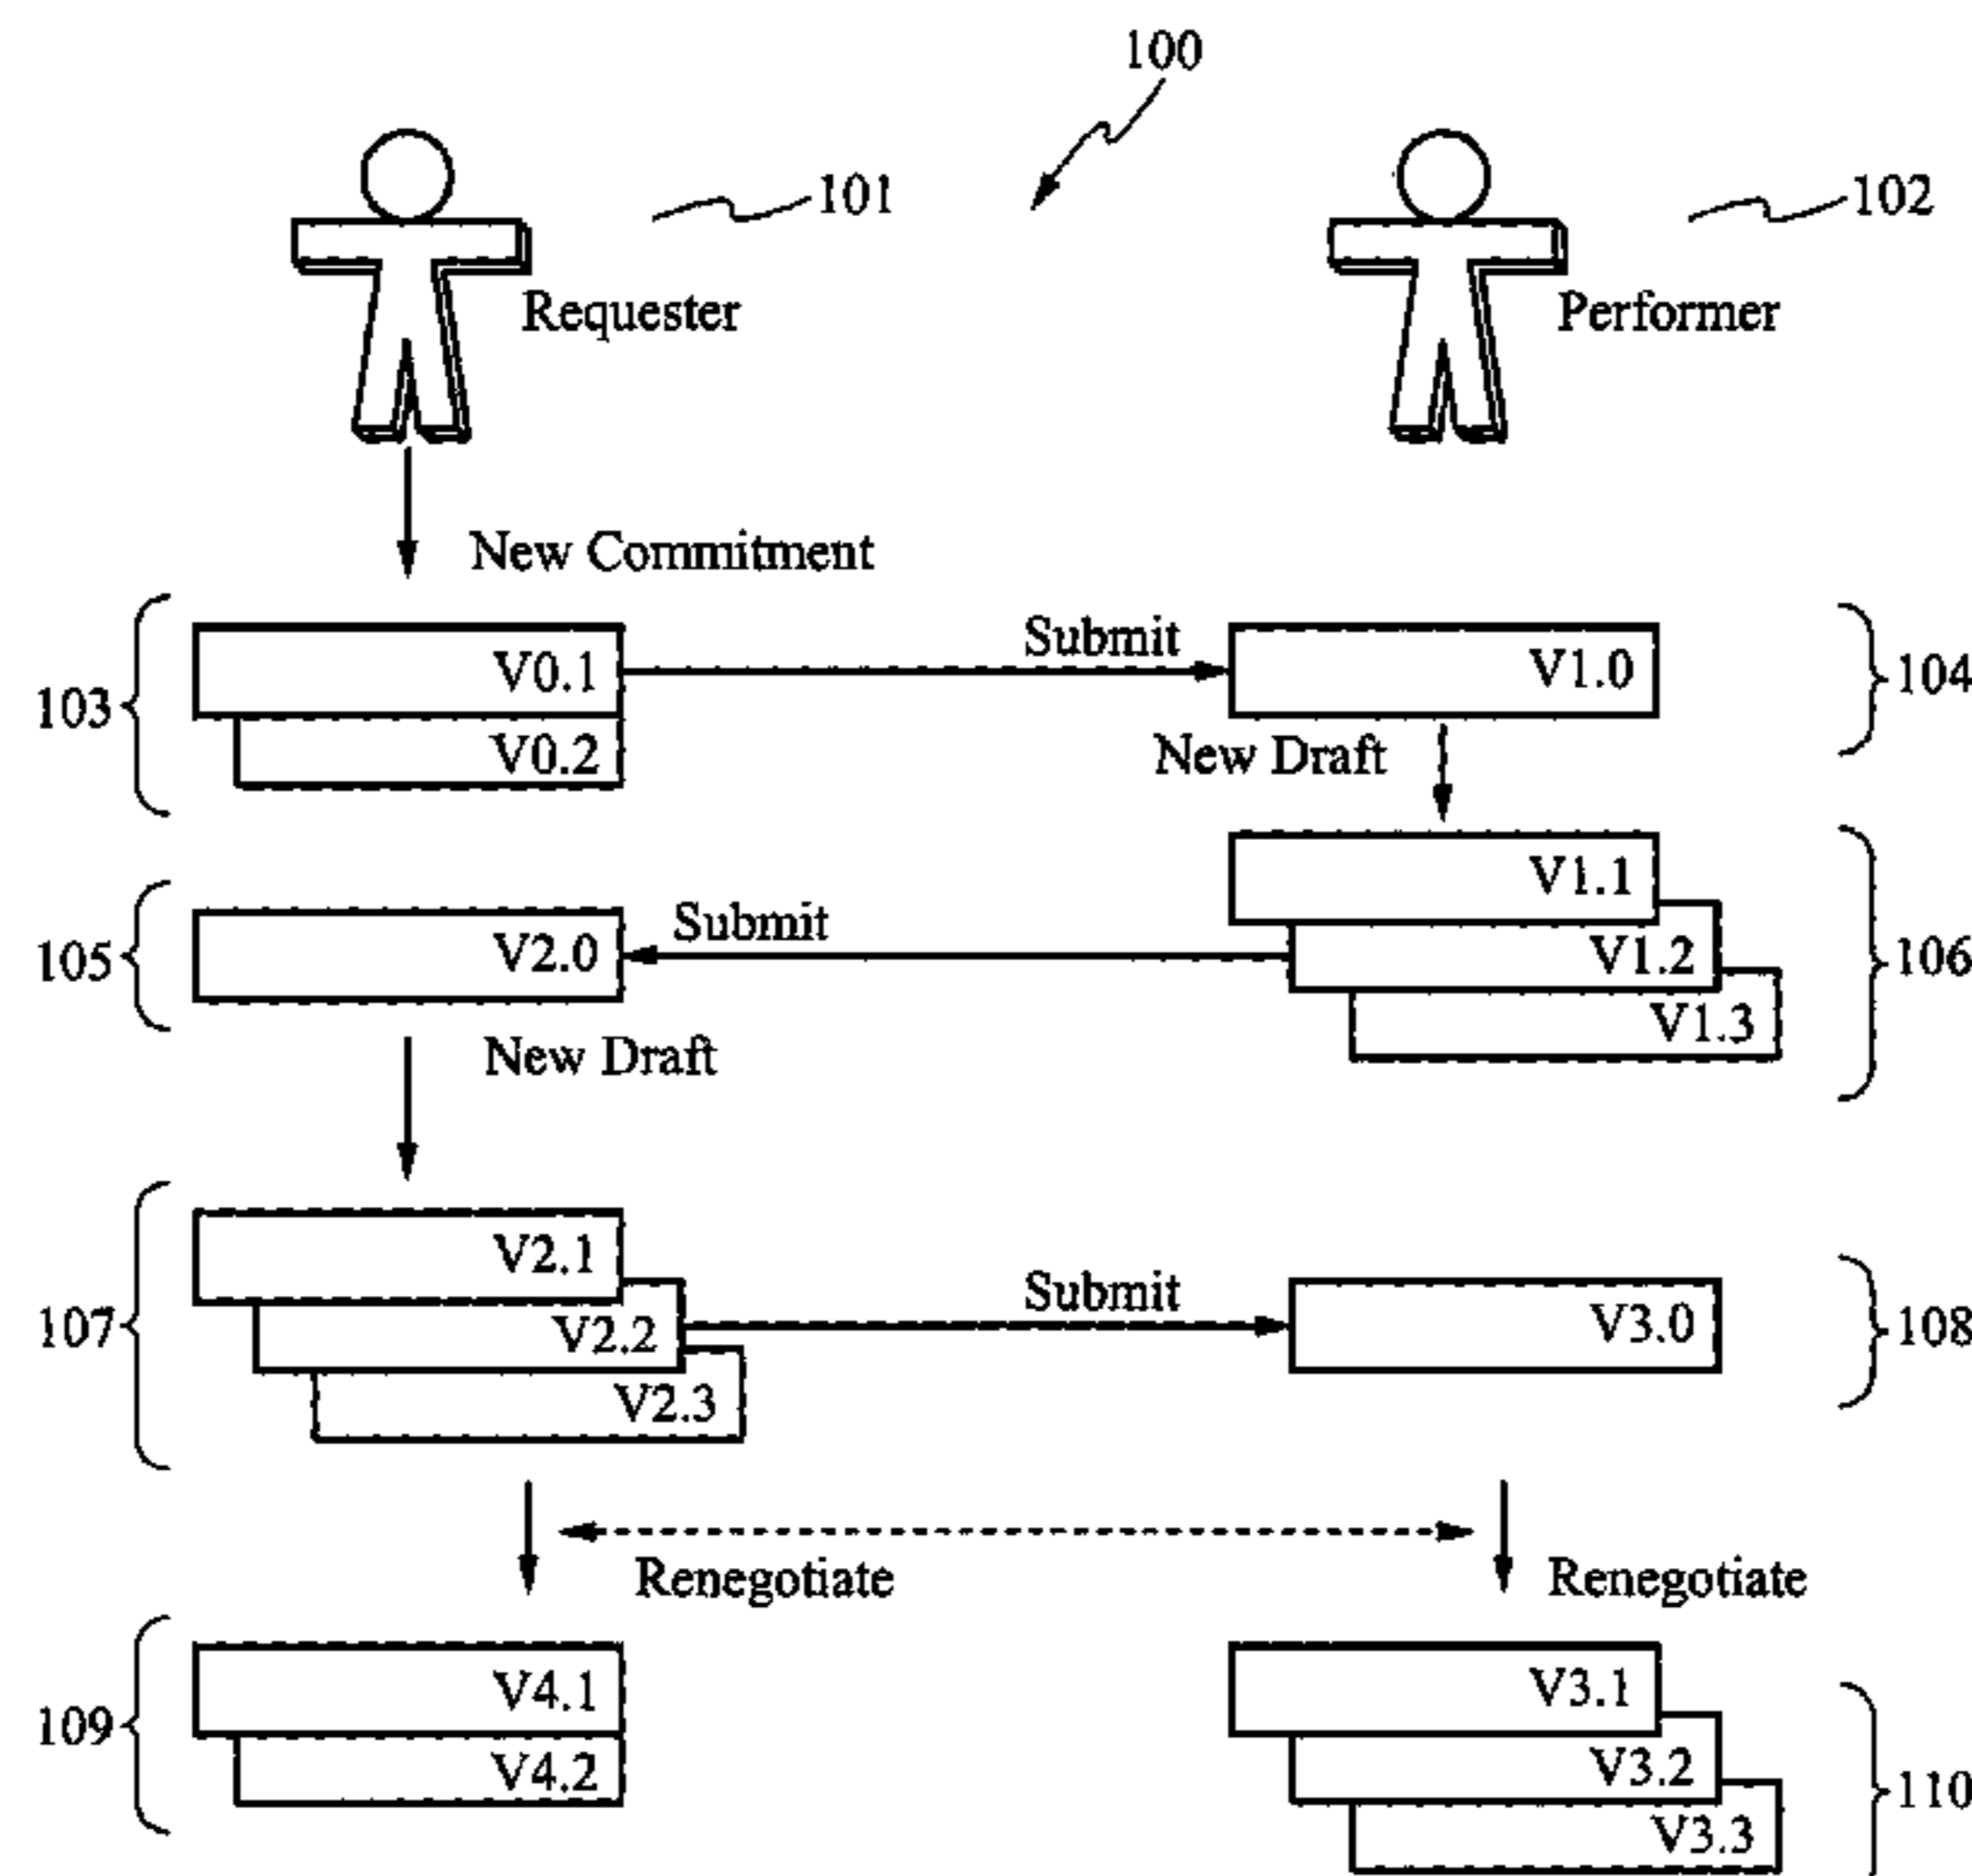 100
101
102
Requester
Performer
New Commitment
Submit
V0.1
V1.0
103
104
V0.2
New Draft
V1.1
Submit
105
V2.0
V1.2
106
V1.3
New Draft
V2.1
Submit
107
V2.2
V3.0
108
V2.3
Renegotiate
Renegotiate
V4.1
V3.1
109
V4.2
V3.2
110
V3.3